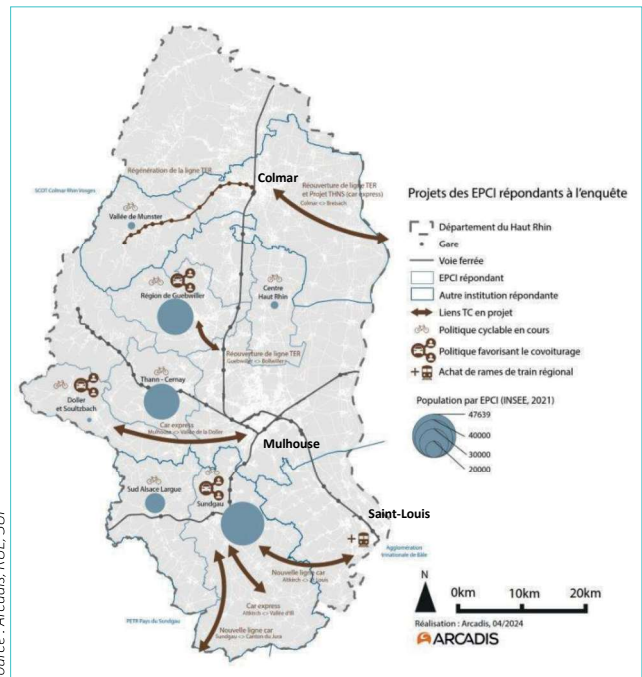 Colmar
Régénération de la ligne TER
Réouverture de ligne TER
et Projet THNS (car express)
Colmar <> Breisach
SCOT Colmar Rhin Vosges
Vallée de Munster
Région de Guebwiller
Centre
Haut Rhin
Réouverture de ligne TER
Guebwiller <> Bollwiller
Thann - Cernay
Doller
et Soultzbach
Car express
Mulhouse <> Vallée de la Doller
Mulhouse
Sud Alsace Largue
Sundgau
Saint-Louis
Agglomération
trinationale de Bâle
Nouvelle ligne car
Altkirch <> St Louis
Car express
Altkirch <> Vallée d'Ill
PETR Pays du Sundgau
Nouvelle ligne car
Sundgau <> Canton du Jura
Projets des EPCI répondants à l'enquête
Département du Haut Rhin
Gare
Voie ferrée
EPCI répondant
Autre institution répondante
Liens TC en projet
Politique cyclable en cours
Politique favorisant le covoiturage
Achat de rames de train régional
Population par EPCI (INSEE, 2021)
47639
40000
30000
20000
N
0km 10km 20km
Réalisation : Arcadis, 04/2024
ARCADIS